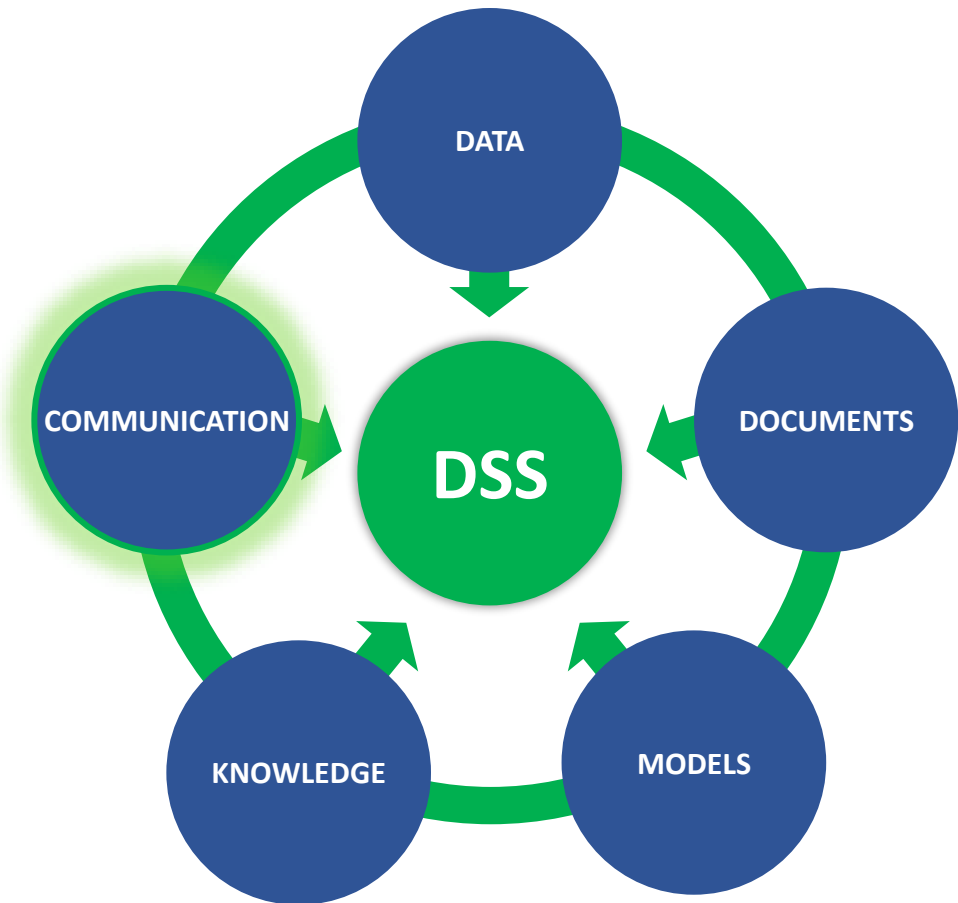 DATA
COMMUNICATION
DSS
DOCUMENTS
KNOWLEDGE
MODELS